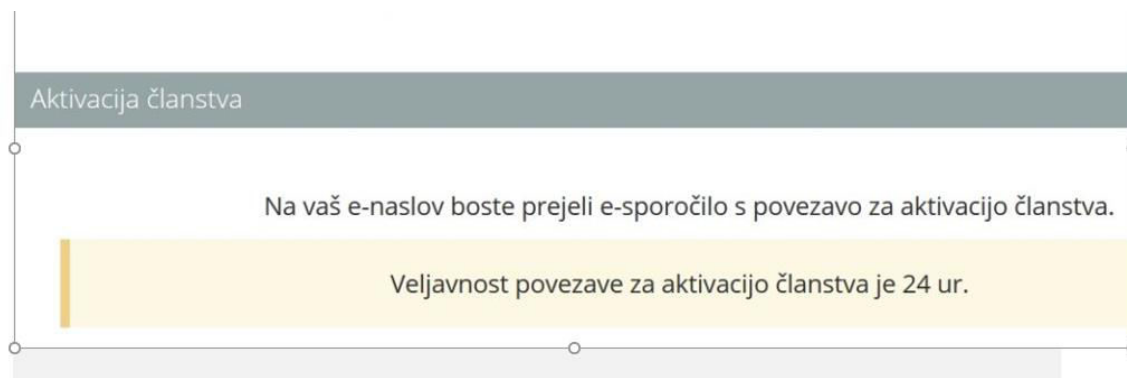 Aktivacija članstva
Na vaš e-naslov boste prejeli e-sporočilo s povezavo za aktivacijo članstva.
Veljavnost povezave za aktivacijo članstva je 24 ur.